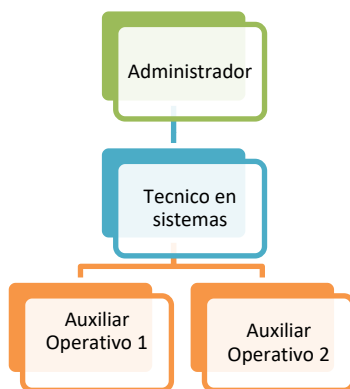 Administrador
Tecnico en
sistemas
Auxiliar
Operativo 1
Auxiliar
Operativo 2